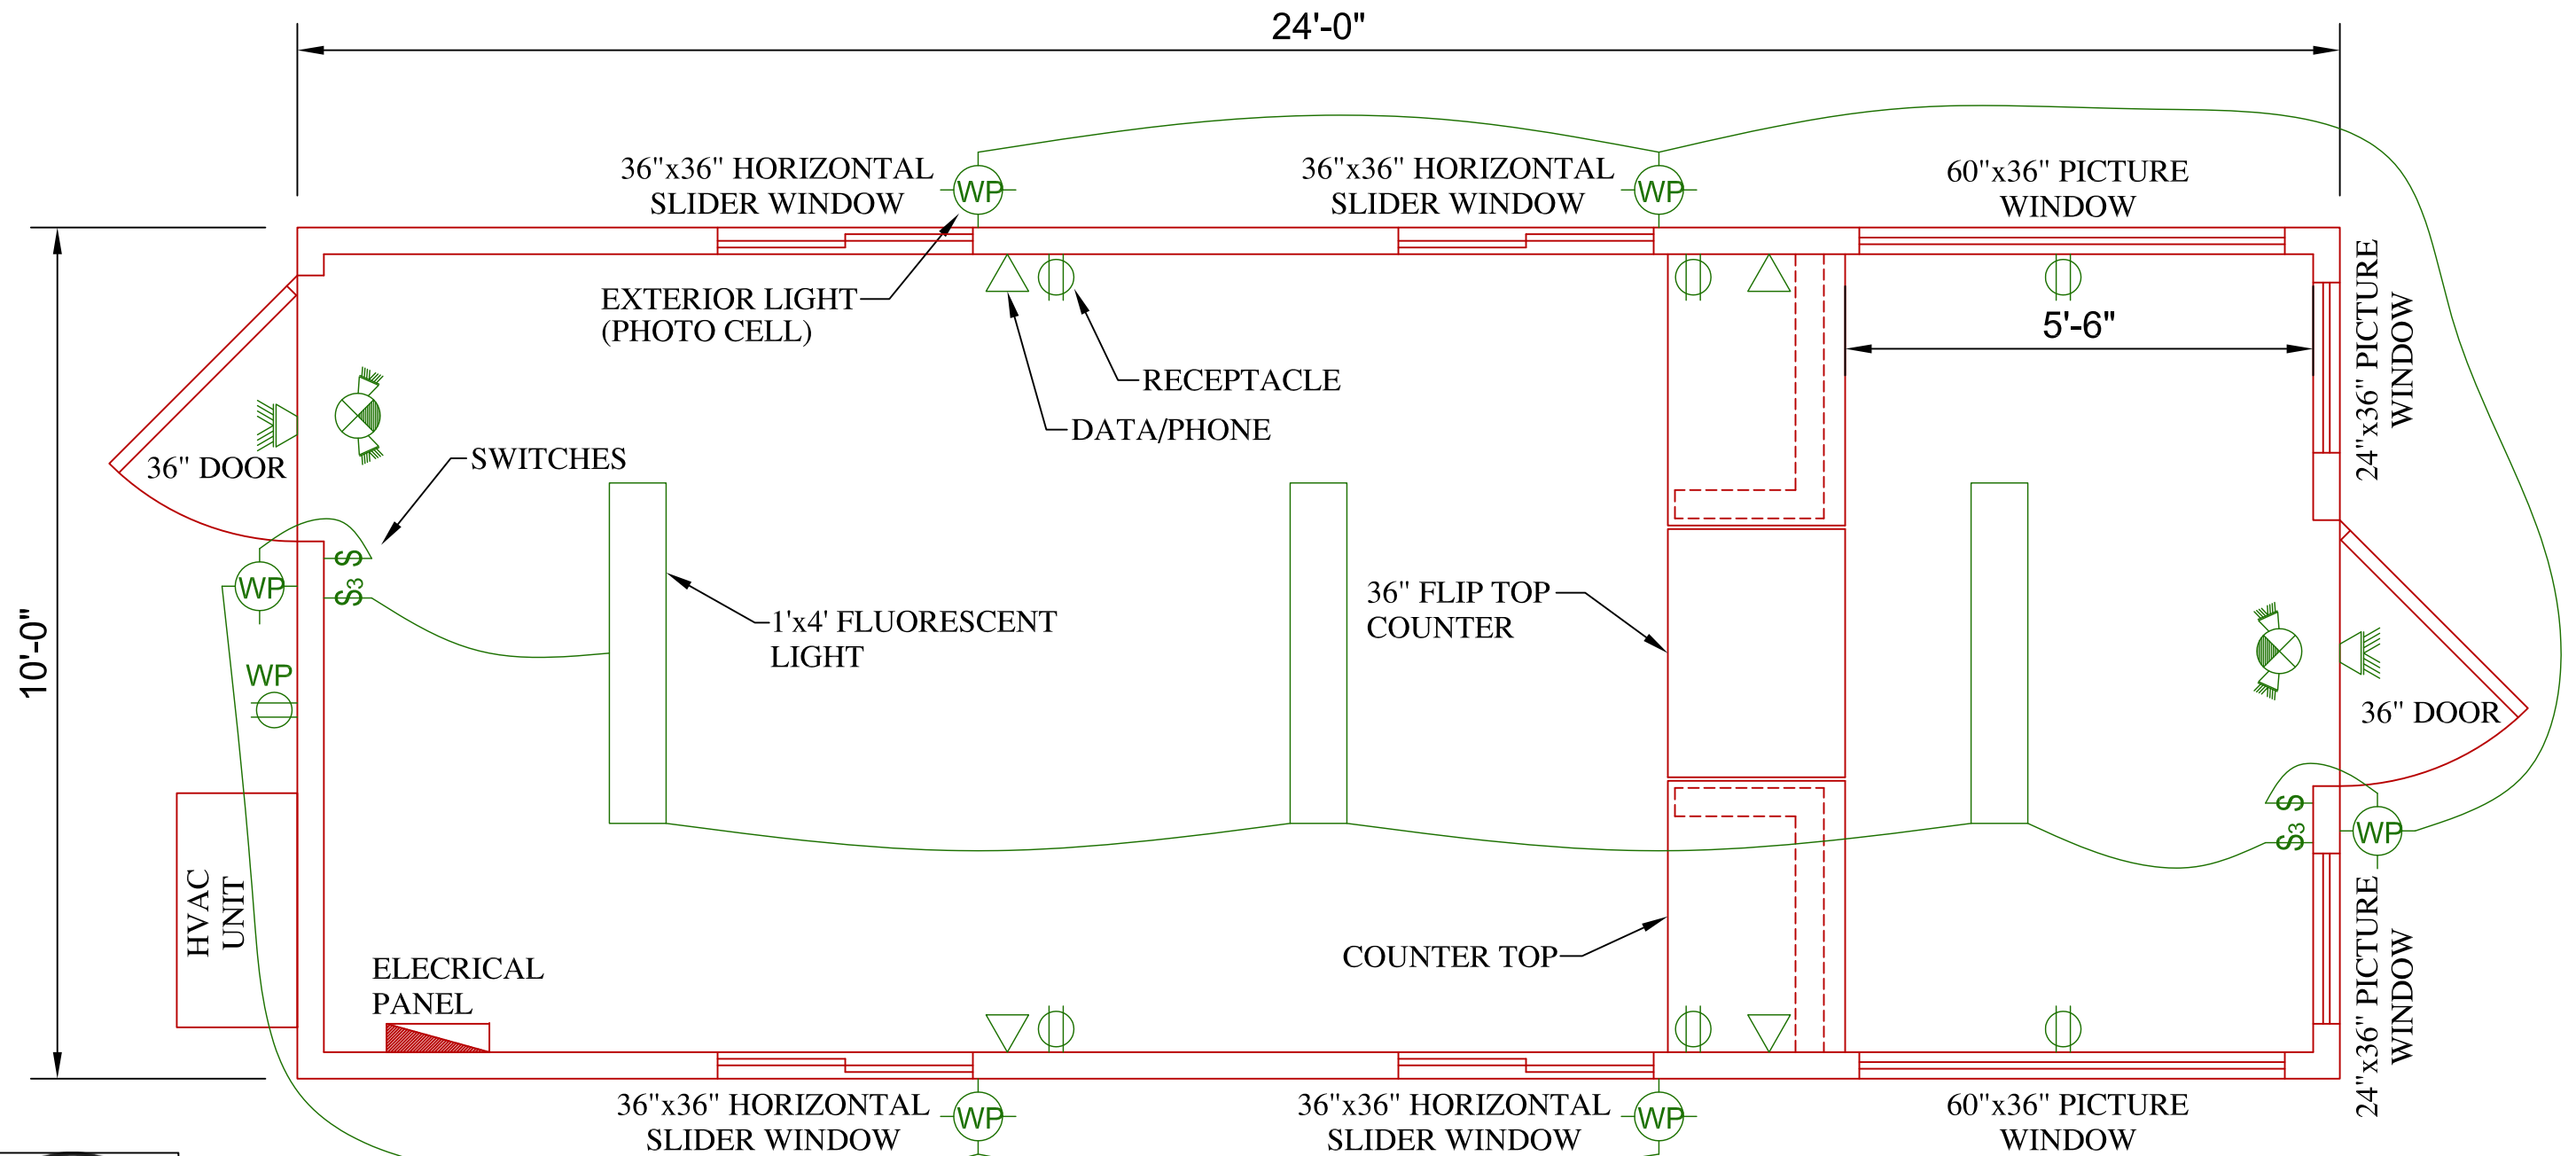 24'-0"
36"x36" HORIZONTAL
SLIDER WINDOW
WP
36"x36" HORIZONTAL
SLIDER WINDOW
WP
60"x36" PICTURE
WINDOW
24"x36" PICTURE
WINDOW
EXTERIOR LIGHT
(PHOTO CELL)
5'-6"
RECEPTACLE
DATA/PHONE
36" DOOR
SWITCHES
S
S3
WP
10'-0"
1'x4' FLUORESCENT
LIGHT
36" FLIP TOP
COUNTER
WP
36" DOOR
S
S3
WP
HVAC
UNIT
COUNTER TOP
ELECRICAL
PANEL
24"x36" PICTURE
WINDOW
36"x36" HORIZONTAL
SLIDER WINDOW
WP
36"x36" HORIZONTAL
SLIDER WINDOW
WP
60"x36" PICTURE
WINDOW